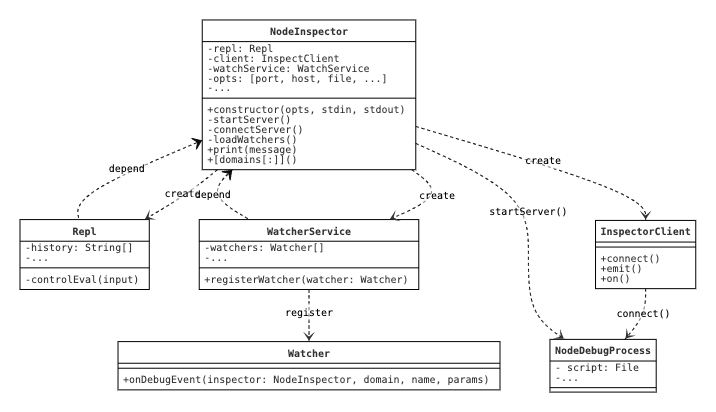 NodeInspector
-repl: Repl
-client: InspectClient
-watchService: WatchService
-opts: [port, host, file, ...]
-...
+constructor(opts, stdin, stdout)
-startServer()
-connectServer()
-loadWatchers()
+print(message)
+[domains[:]]()
depend
create
depend
create
create
startServer()
Repl
-history: String[]
-...
-controlEval(input)
WatcherService
-watchers: Watcher[]
-...
+registerWatcher(watcher: Watcher)
InspectorClient
+connect()
+emit()
+on()
register
connect()
Watcher
+onDebugEvent(inspector: NodeInspector, domain, name, params)
NodeDebugProcess
- script: File
-...